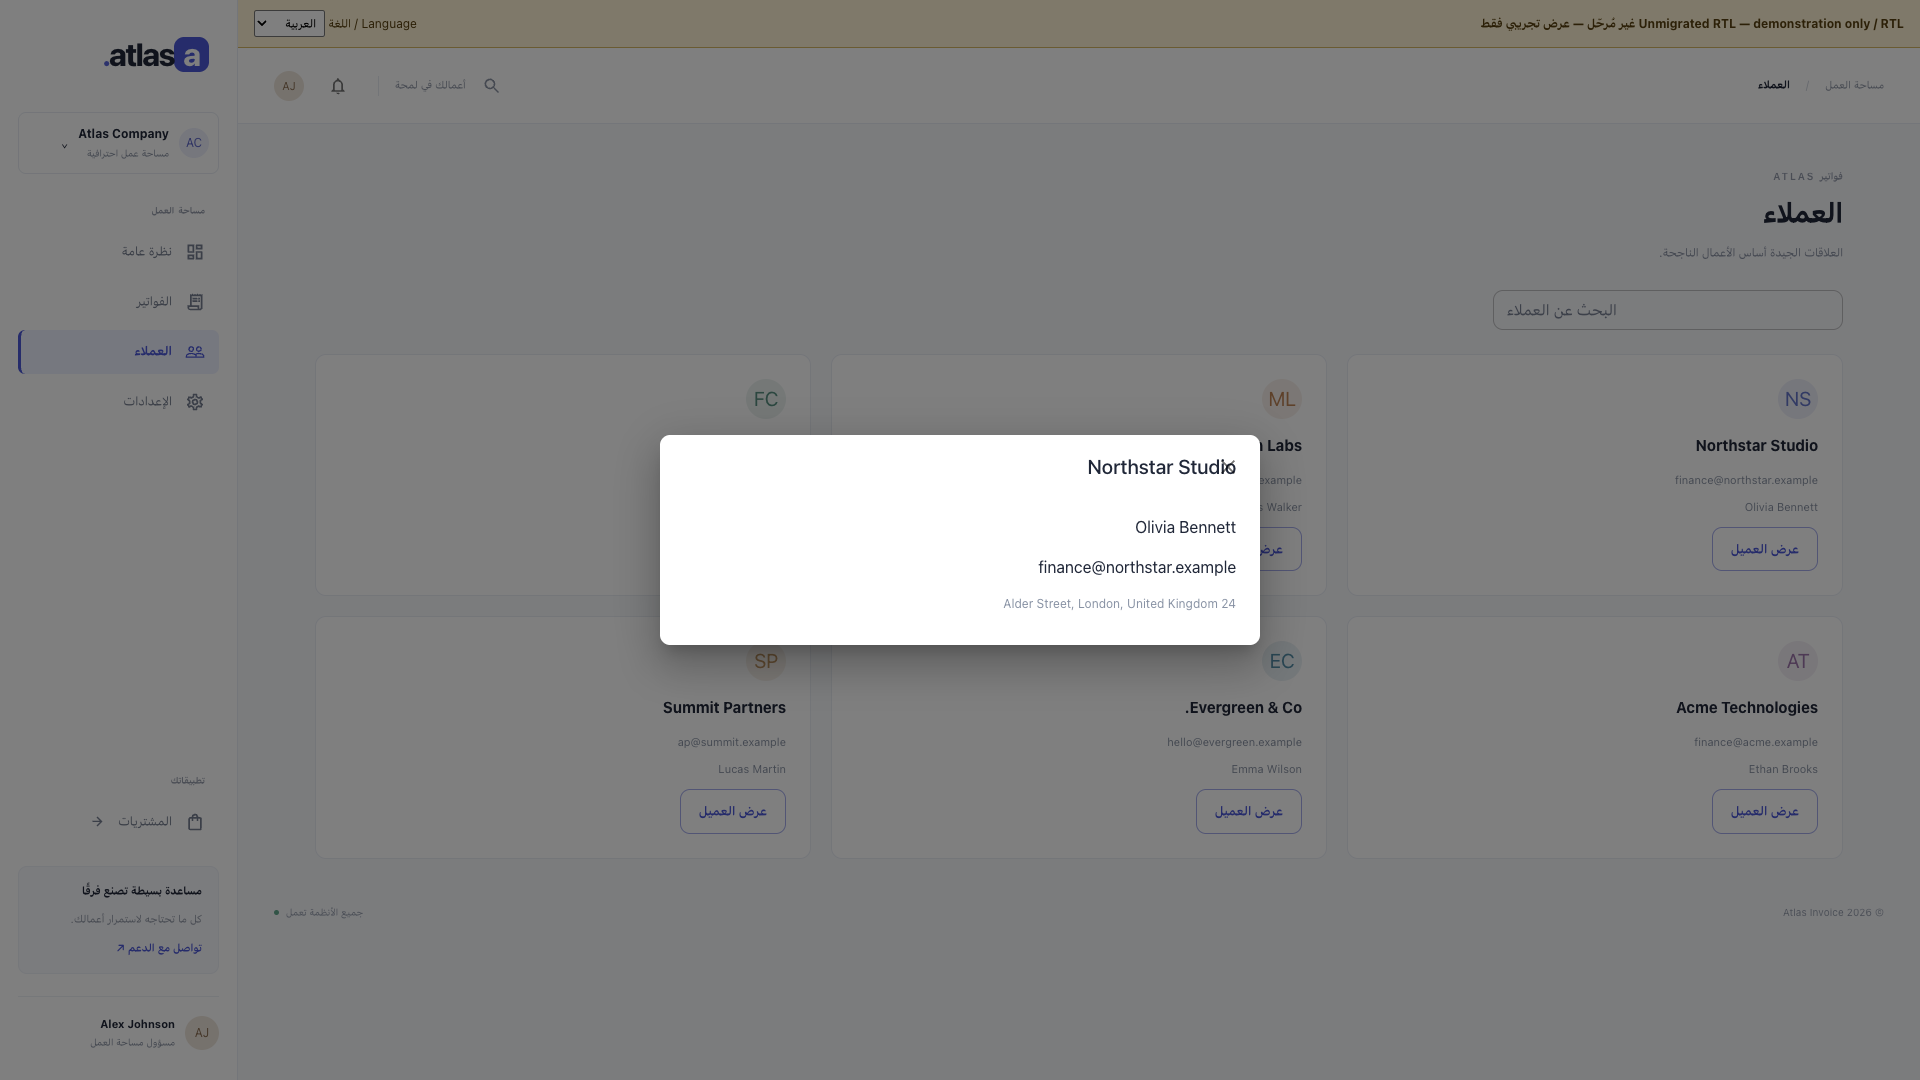 Unmigrated RTL — demonstration only / RTL غير مُرحّل — عرض تجريبي فقط
Language / اللغة
العربية
.atlas
a
AC
Atlas Company
مساحة عمل احترافية
مساحة العمل
نظرة عامة
الفواتير
العملاء
الإعدادات
تطبيقاتك
المشتريات
مساعدة بسيطة تصنع فرقًا
كل ما تحتاجه لاستمرار أعمالك.
تواصل مع الدعم ↗
AJ
Alex Johnson
مسؤول مساحة العمل
مساحة العمل / العملاء
أعمالك في لمحة
AJ
فواتير ATLAS
العملاء
العلاقات الجيدة أساس الأعمال الناجحة.
البحث عن العملاء
NS
Northstar Studio
finance@northstar.example
Olivia Bennett
عرض العميل
ML
Labs
example
Walker
عرض
FC
Northstar Studio
Olivia Bennett
finance@northstar.example
Alder Street, London, United Kingdom 24
AT
Acme Technologies
finance@acme.example
Ethan Brooks
عرض العميل
EC
.Evergreen & Co
hello@evergreen.example
Emma Wilson
عرض العميل
SP
Summit Partners
ap@summit.example
Lucas Martin
عرض العميل
Atlas Invoice 2026 ©
جميع الأنظمة تعمل